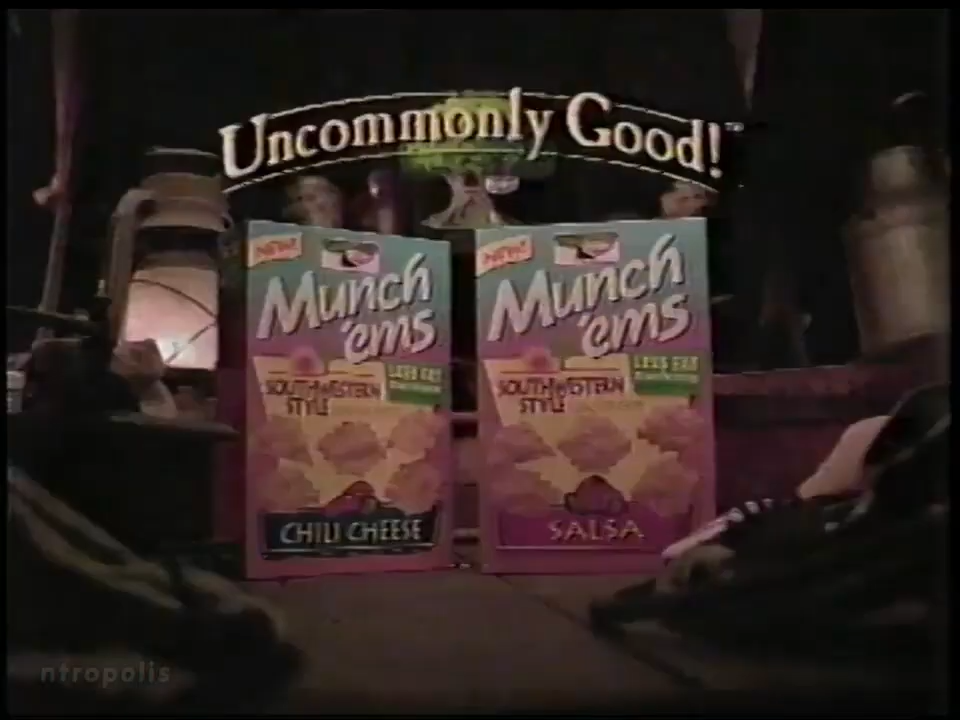 Uncommonly Good!™
NEW!
Munch
'ems
LESS FAT
SOUTHWESTERN
STYLE
CHILI CHEESE
NEW!
Munch
'ems
LESS FAT
SOUTHWESTERN
STYLE
SALSA
ntropolis